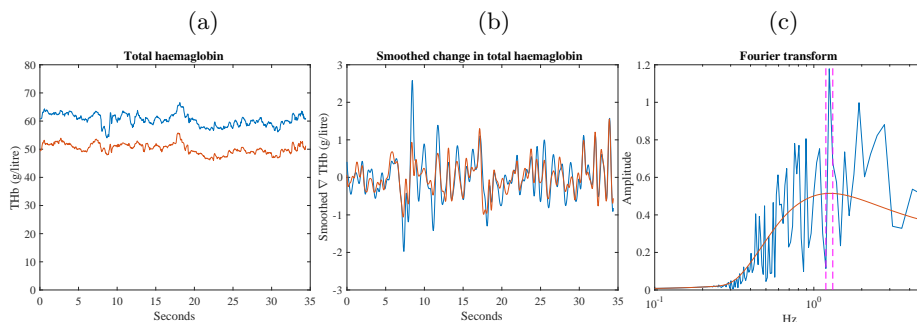 (a) (b) (c)
Total haemaglobin
80
70
60
50
40
30
20
10
0
0 5 10 15 20 25 30 35
THb (g/litre)
Seconds
Smoothed change in total haemaglobin
3
2
1
0
-1
-2
-3
0 5 10 15 20 25 30 35
Smoothed ∇ THb (g/litre)
Seconds
Fourier transform
1.2
1
0.8
0.6
0.4
0.2
0
10-1 100
Amplitude
Hz